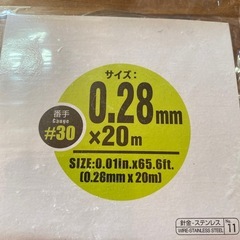 サイズ：
番手
Gauge
#30
0.28mm
×20m
SIZE:0.01in.x65.6ft.
(0.28mm x 20m)
針金・ステンレス
WIRE-STAINLESS STEEL
No.
11